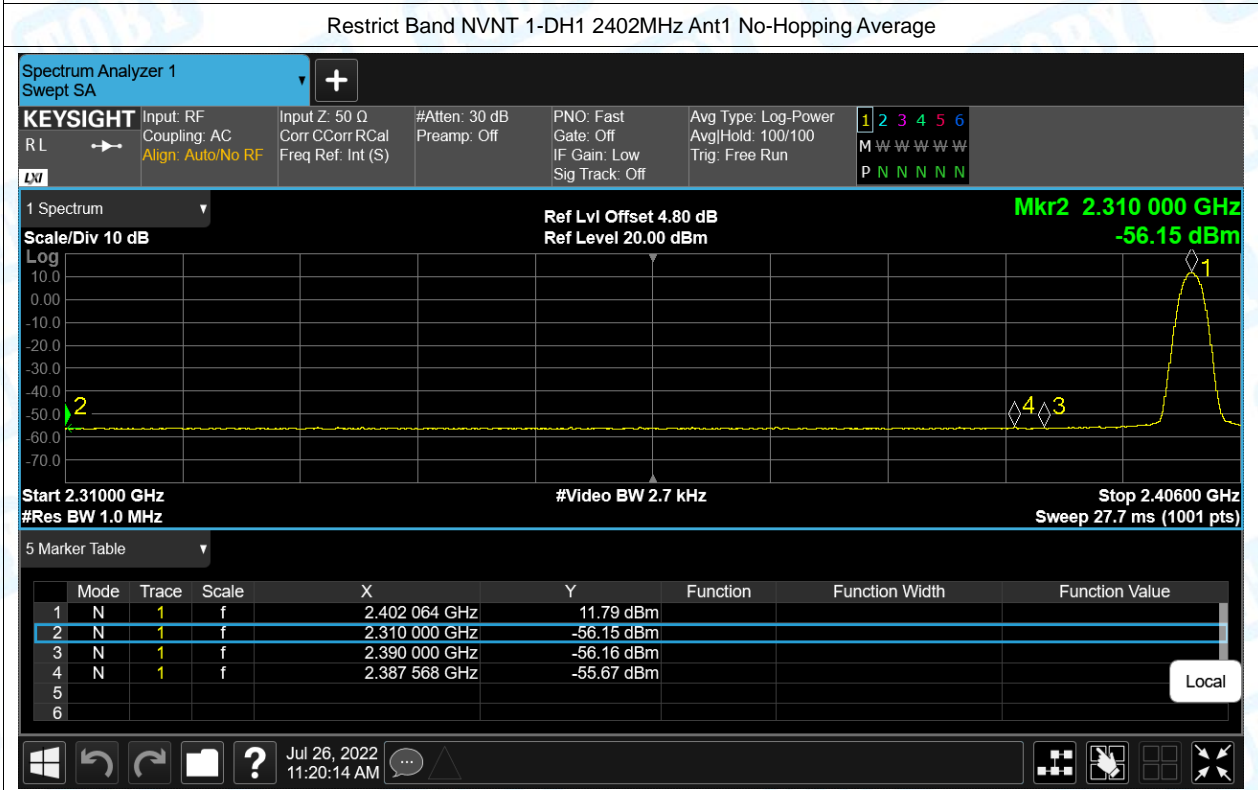 Restrict Band NVNT 1-DH1 2402MHz Ant1 No-Hopping Average
Spectrum Analyzer 1
Swept SA
KEYSIGHT
RL
LXI
Input: RF
Coupling: AC
Align: Auto/No RF
Input Z: 50 Ω
Corr CCorr RCal
Freq Ref: Int (S)
#Atten: 30 dB
Preamp: Off
PNO: Fast
Gate: Off
IF Gain: Low
Sig Track: Off
Avg Type: Log-Power
Avg|Hold: 100/100
Trig: Free Run
1 2 3 4 5 6
M W W W W W
P N N N N N
1 Spectrum
Scale/Div 10 dB
Ref Lvl Offset 4.80 dB
Ref Level 20.00 dBm
Mkr2 2.310 000 GHz
-56.15 dBm
Log
10.0
0.00
-10.0
-20.0
-30.0
-40.0
-50.0
-60.0
-70.0
1
2
4
3
Start 2.31000 GHz
#Res BW 1.0 MHz
#Video BW 2.7 kHz
Stop 2.40600 GHz
Sweep 27.7 ms (1001 pts)
5 Marker Table
Mode Trace Scale X Y Function Function Width Function Value
1 N 1 f 2.402 064 GHz 11.79 dBm
2 N 1 f 2.310 000 GHz -56.15 dBm
3 N 1 f 2.390 000 GHz -56.16 dBm
4 N 1 f 2.387 568 GHz -55.67 dBm
5
6
Local
?
Jul 26, 2022
11:20:14 AM